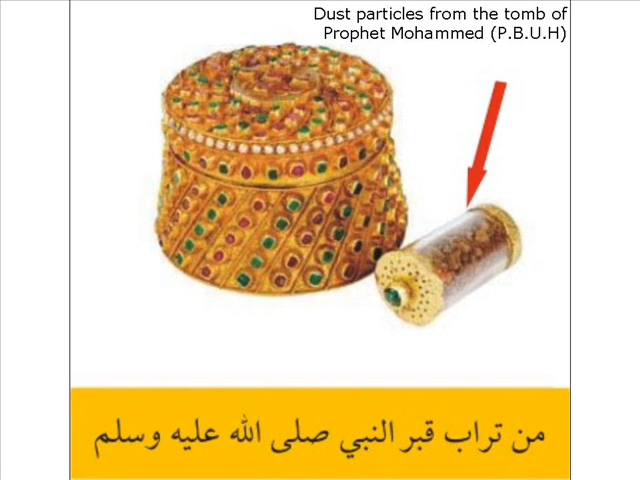 Dust particles from the tomb of
Prophet Mohammed (P.B.U.H)
من تراب قبر النبي صلى الله عليه وسلم